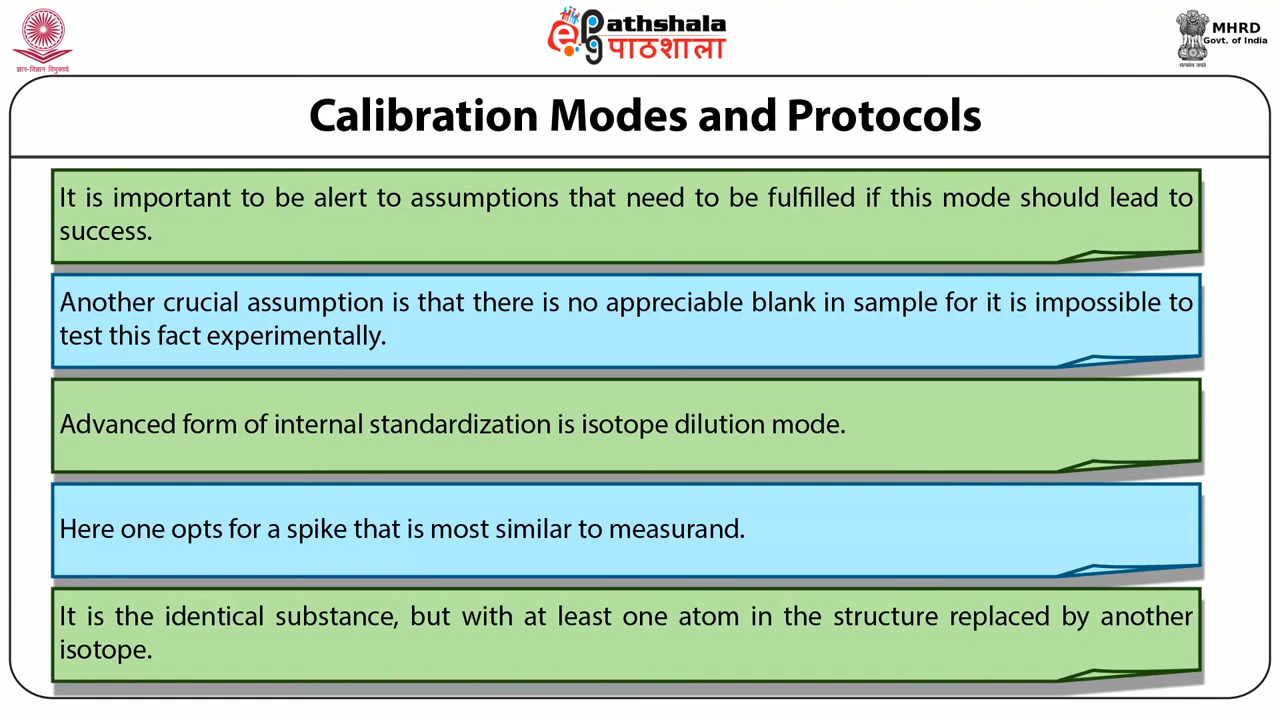 ज्ञान-विज्ञान विमुक्तये
ePathshala
पाठशाला
MHRD
Govt. of India
सत्यमेव जयते
Calibration Modes and Protocols
It is important to be alert to assumptions that need to be fulfilled if this mode should lead to
success.
Another crucial assumption is that there is no appreciable blank in sample for it is impossible to
test this fact experimentally.
Advanced form of internal standardization is isotope dilution mode.
Here one opts for a spike that is most similar to measurand.
It is the identical substance, but with at least one atom in the structure replaced by another
isotope.